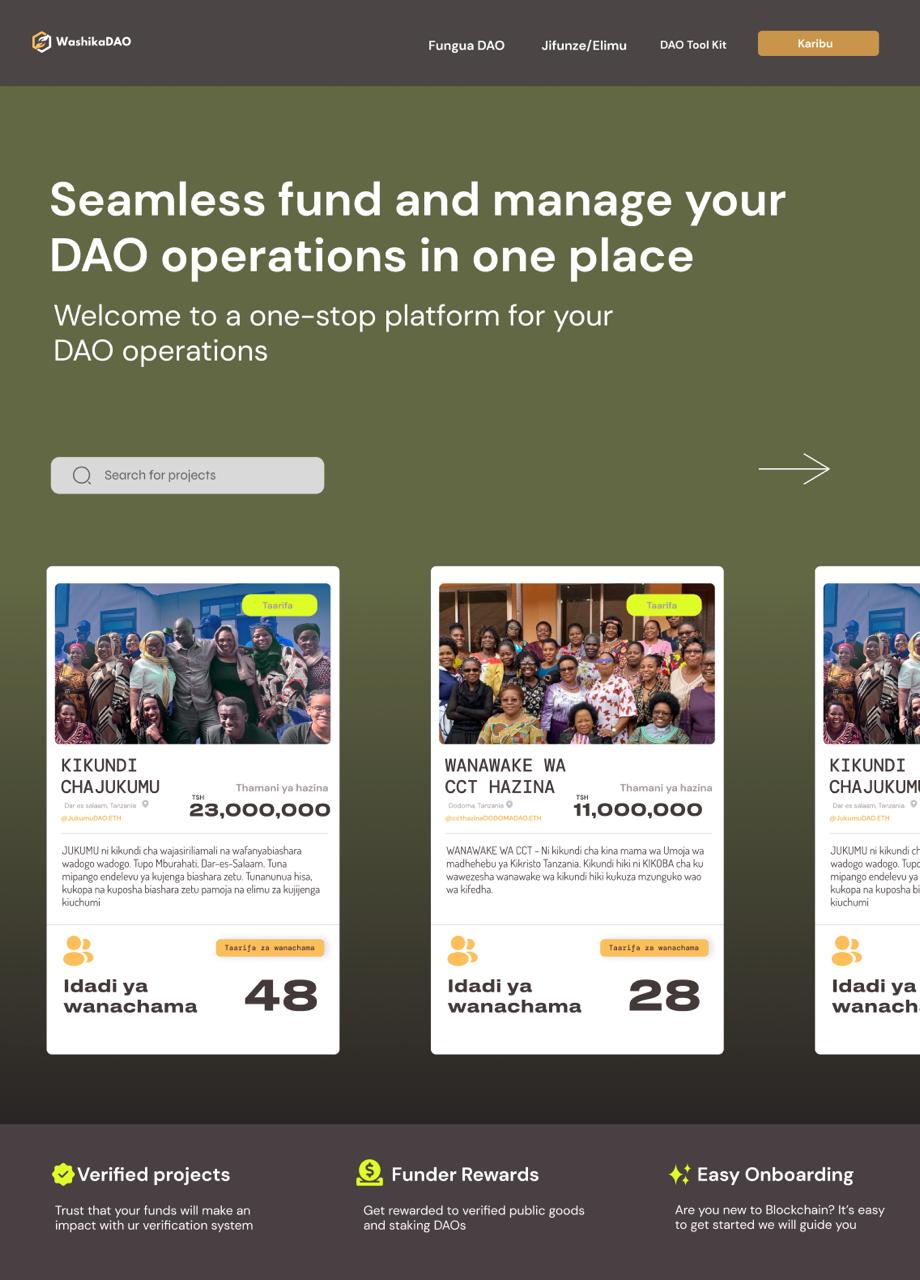 WashikaDAO
Fungua DAO
Jifunze/Elimu
DAO Tool Kit
Karibu
Seamless fund and manage your
DAO operations in one place
Welcome to a one-stop platform for your
DAO operations
Search for projects
Taarifa
KIKUNDI
CHAJUKUMU
Dar es salaam, Tanzania
@JukumuDAO.ETH
Thamani ya hazina
TSH
23,000,000
JUKUMU ni kikundi cha wajasiriliamali na wafanyabiashara
wadogo wadogo. Tupo Mburahati, Dar-es-Salaam. Tuna
mipango endelevu ya kujenga biashara zetu. Tunanunua hisa,
kukopa na kuposha biashara zetu pamoja na elimu za kujijenga
kiuchumi
Taarifa za wanachama
Idadi ya
wanachama
48
Taarifa
WANAWAKE WA
CCT HAZINA
Dodoma, Tanzania
@ccthazinaDODOMADAO.ETH
Thamani ya hazina
TSH
11,000,000
WANAWAKE WA CCT - Ni kikundi cha kina mama wa Umoja wa
madhehebu ya Kikristo Tanzania. Kikundi hiki ni KIKOBA cha ku
wawezesha wanawake wa kikundi hiki kukuza mzunguko wao
wa kifedha.
Taarifa za wanachama
Idadi ya
wanachama
28
KIKUNDI
CHAJUKUMU
Dar es salaam, Tanzania
@JukumuDAO.ETH
JUKUMU ni kikundi ch
wadogo wadogo. Tupo
mipango endelevu ya
kukopa na kuposha bi
kiuchumi
Idadi ya
wanach
Verified projects
Trust that your funds will make an
impact with ur verification system
Funder Rewards
Get rewarded to verified public goods
and staking DAOs
Easy Onboarding
Are you new to Blockchain? It's easy
to get started we will guide you